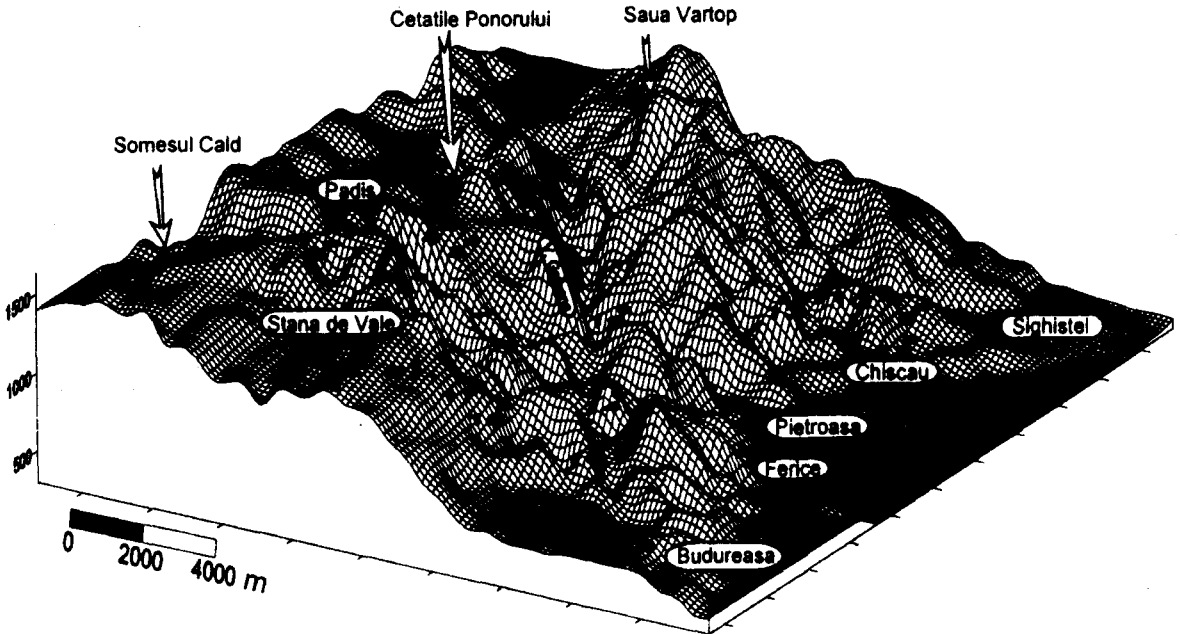 Cetatile Ponorului
Saua Vartop
Somesul Cald
Padis
1500
Stana de Vale
Sighistel
1000
Chiscau
Pietroasa
500
Ferice
0 2000 4000 m
Budureasa